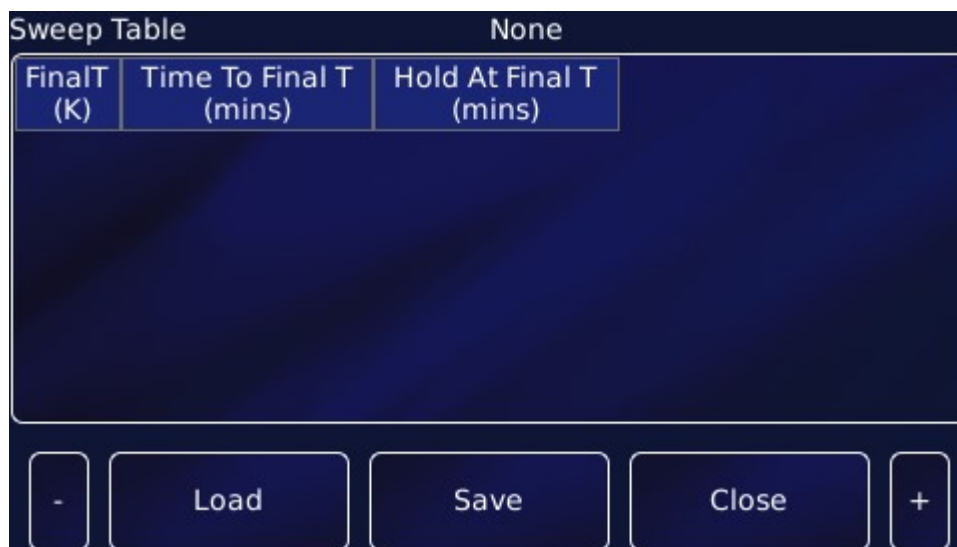 Sweep Table None
FinalT Time To Final T Hold At Final T
(K) (mins) (mins)
- Load Save Close +